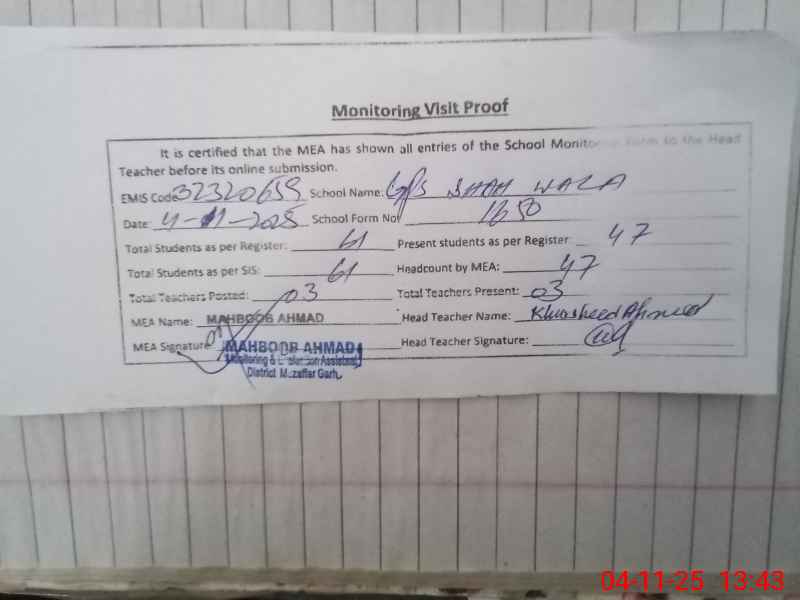 Monitoring Visit Proof
It is certified that the MEA has shown all entries of the School Monitoring Form to the Head
Teacher before its online submission.
EMIS Code 32320659 School Name: GPS SHAH WALA
Date: 4-11-2025 School Form No 1650
Total Students as per Register: 61 Present students as per Register: 47
Total Students as per SIS: 61 Headcount by MEA: 47
Total Teachers Posted: 03 Total Teachers Present: 03
MEA Name: MAHBOOB AHMAD Head Teacher Name: Khursheed Ahmed
MEA Signature Head Teacher Signature:
MAHBOOB AHMAD
Monitoring & Evaluation Assistant
District Muzaffar Garh
04-11-25 13:43